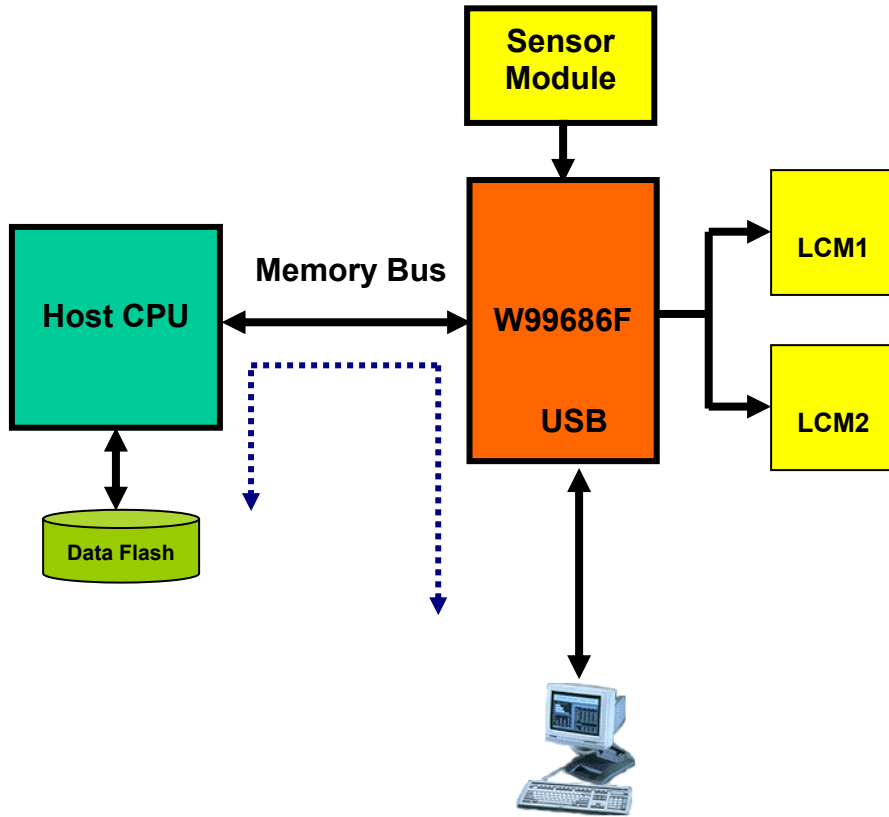 Sensor
Module
LCM1
Memory Bus
Host CPU
W99686F
USB
LCM2
Data Flash